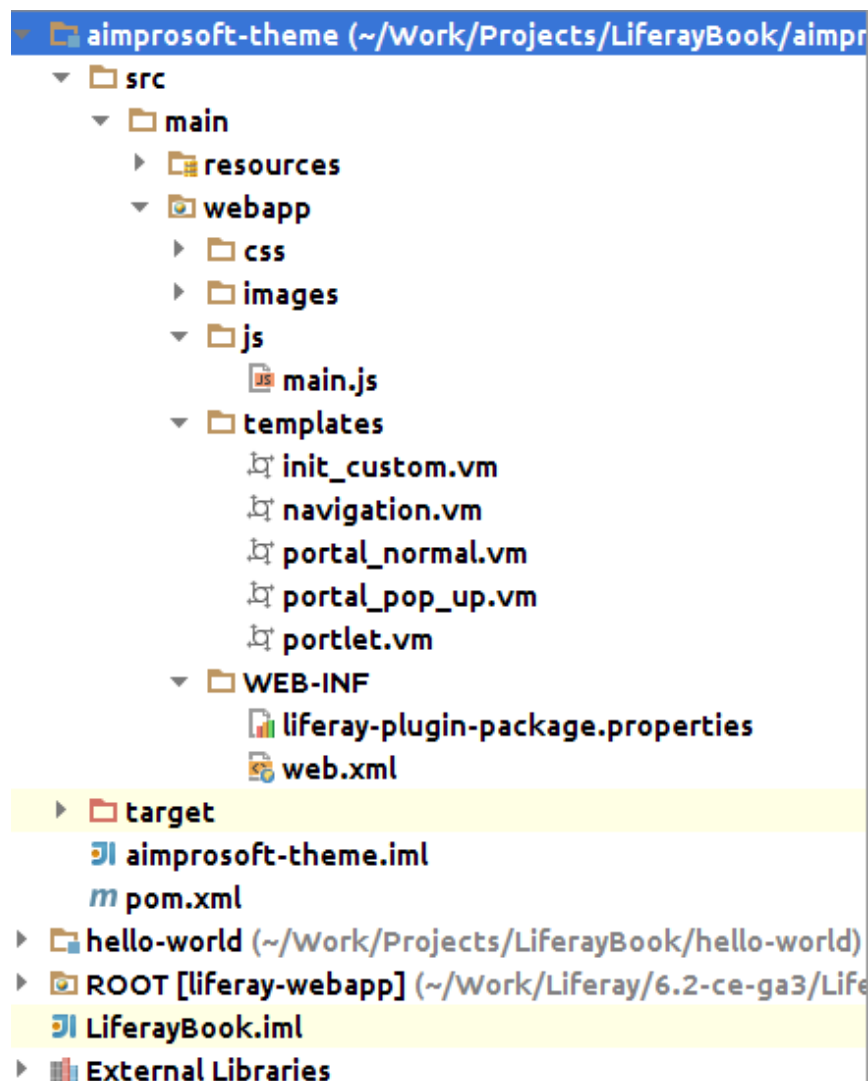 aimprosoft-theme (~/Work/Projects/LiferayBook/aimpr
src
main
resources
webapp
css
images
js
JS main.js
templates
init_custom.vm
navigation.vm
portal_normal.vm
portal_pop_up.vm
portlet.vm
WEB-INF
liferay-plugin-package.properties
web.xml
target
aimprosoft-theme.iml
m pom.xml
hello-world (~/Work/Projects/LiferayBook/hello-world)
ROOT [liferay-webapp] (~/Work/Liferay/6.2-ce-ga3/Life
LiferayBook.iml
External Libraries